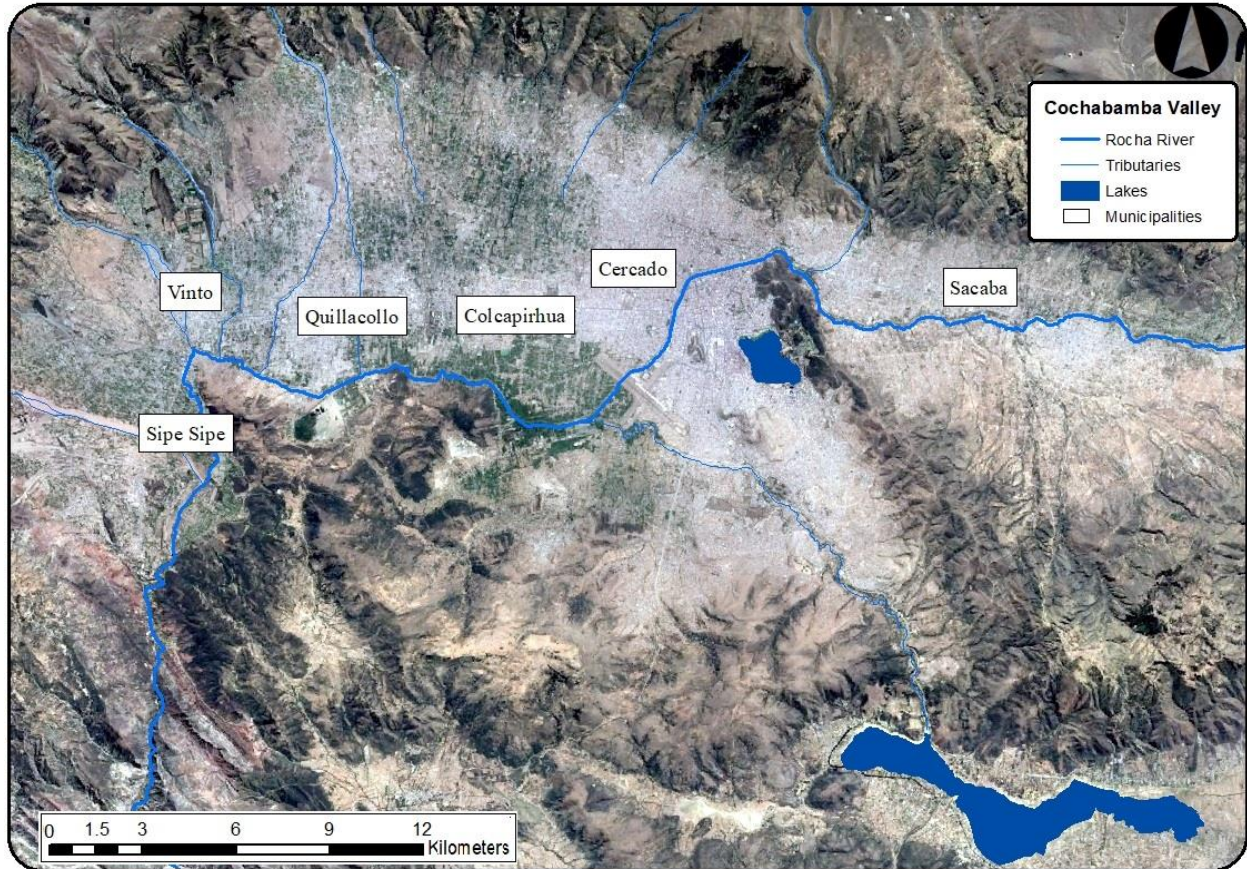 Cochabamba Valley
Rocha River
Tributaries
Lakes
Municipalities
Cercado
Sacaba
Vinto
Quillacollo
Colcapirhua
Sipe Sipe
0 1.5 3 6 9 12
Kilometers